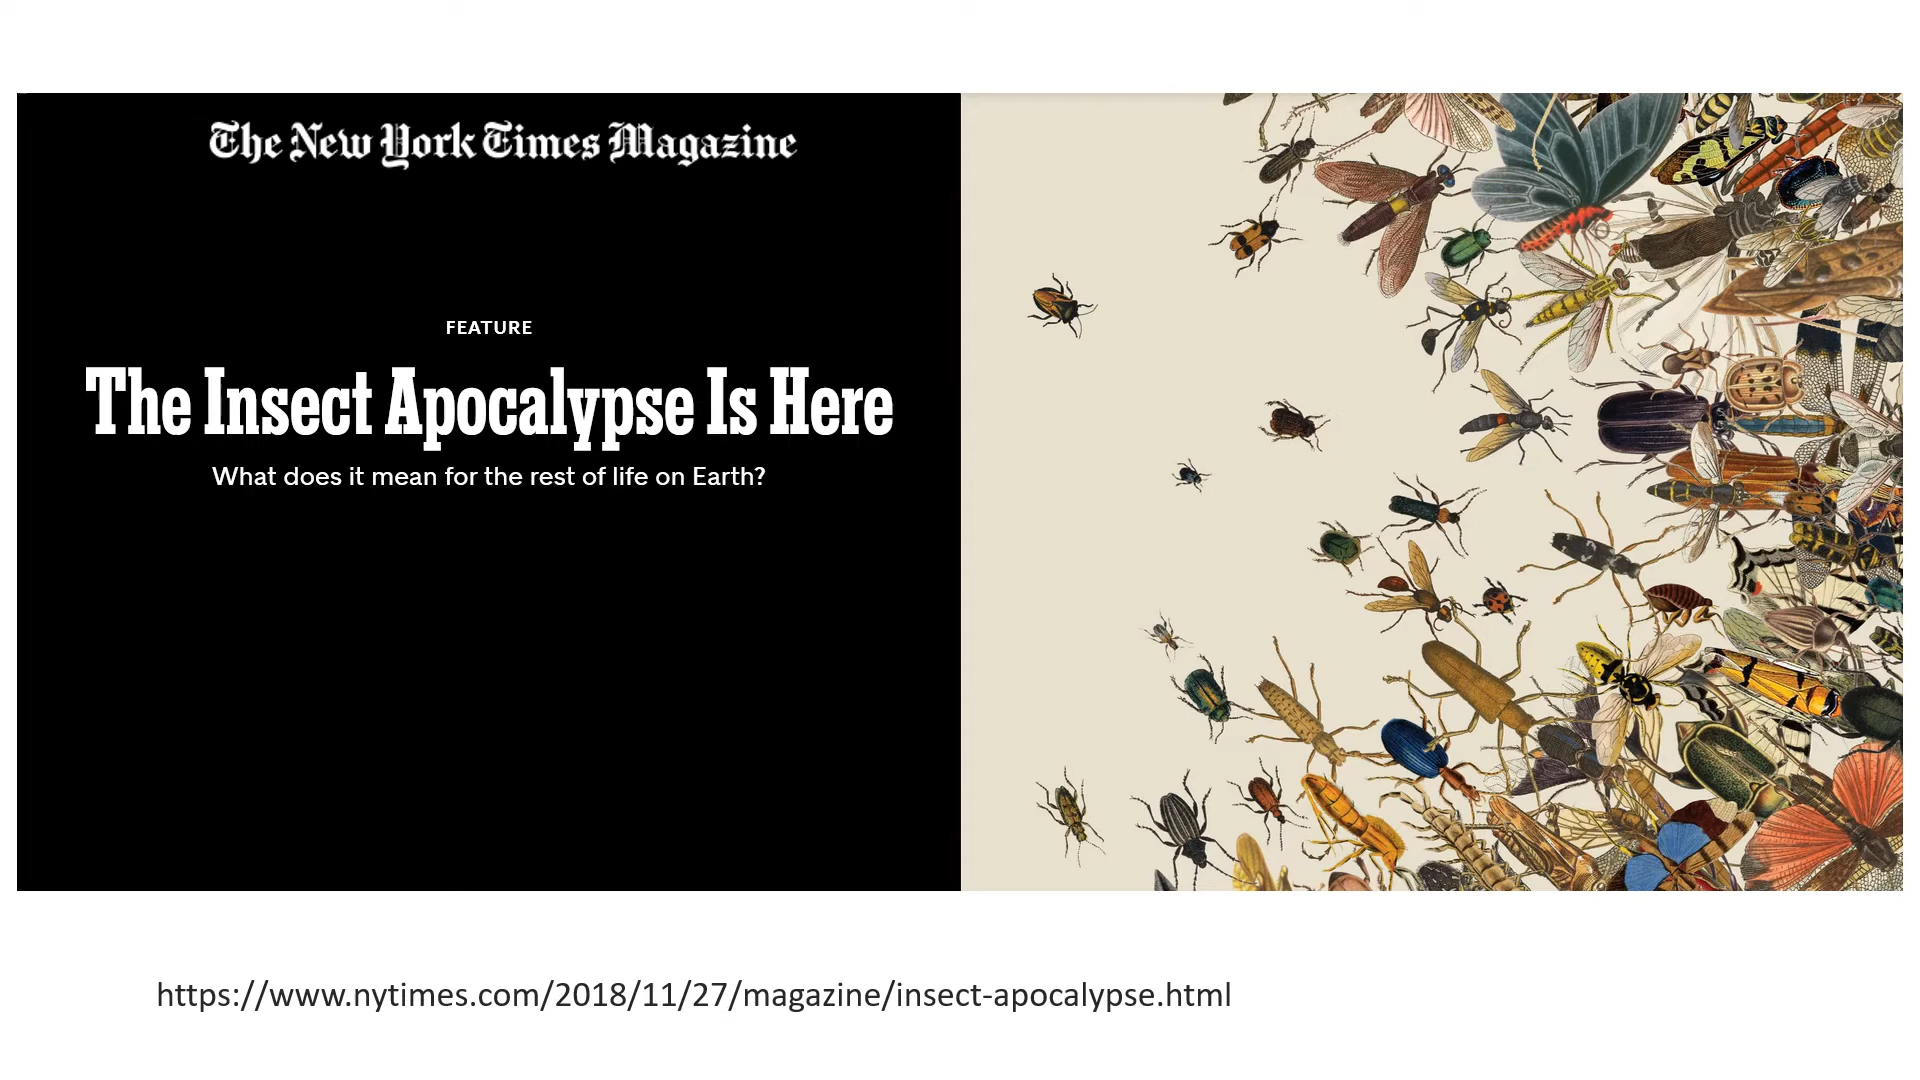 The New York Times Magazine
FEATURE
The Insect Apocalypse Is Here
What does it mean for the rest of life on Earth?
https://www.nytimes.com/2018/11/27/magazine/insect-apocalypse.html